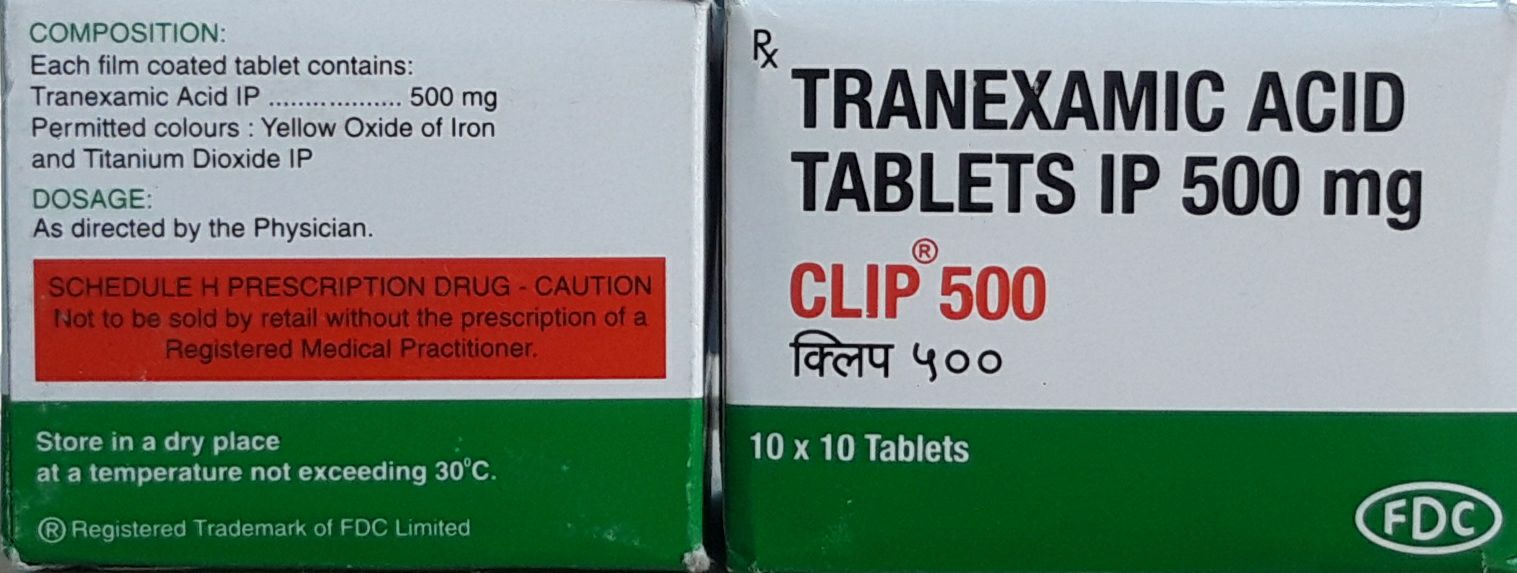 COMPOSITION:
Each film coated tablet contains:
Tranexamic Acid IP .................. 500 mg
Permitted colours : Yellow Oxide of Iron
and Titanium Dioxide IP
DOSAGE:
As directed by the Physician.
SCHEDULE H PRESCRIPTION DRUG - CAUTION
Not to be sold by retail without the prescription of a
Registered Medical Practitioner.
Store in a dry place
at a temperature not exceeding 30°C.
® Registered Trademark of FDC Limited
Rx
TRANEXAMIC ACID
TABLETS IP 500 mg
CLIP® 500
क्लिप ५००
10 x 10 Tablets
FDC